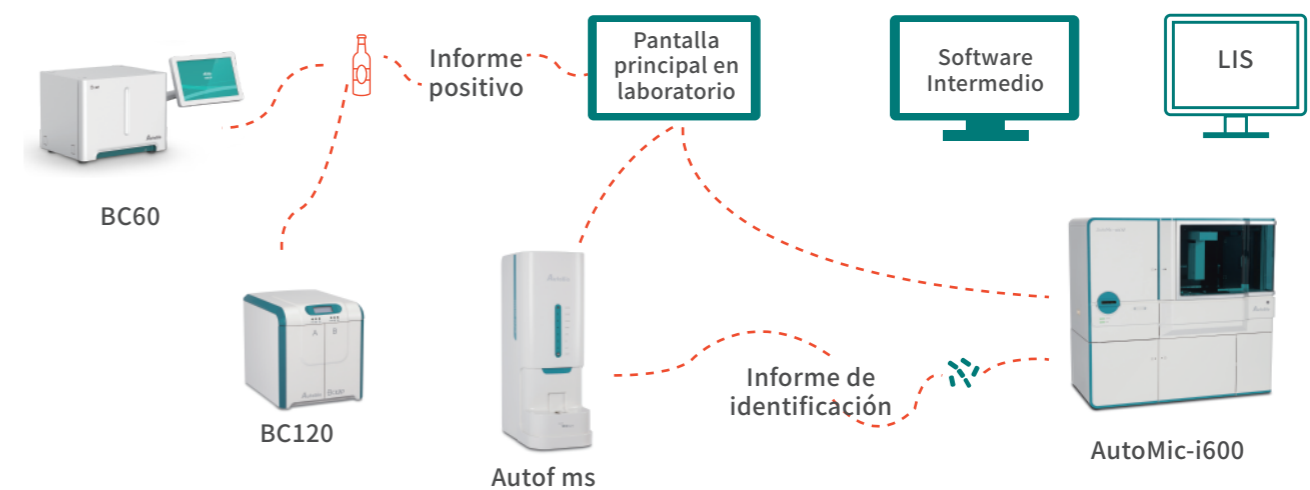 Informe
positivo
Pantalla
principal en
laboratorio
Software
Intermedio
LIS
BC60
A B
BC120
Autof ms
Informe de
identificación
AutoMic-i600